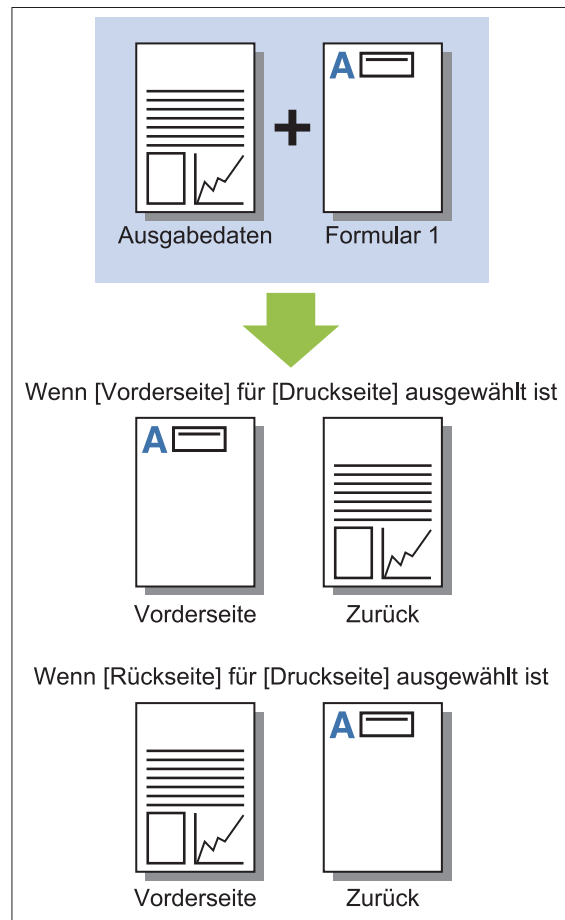 A
Ausgabedaten
Formular 1
Wenn [Vorderseite] für [Druckseite] ausgewählt ist
A
Vorderseite
Zurück
Wenn [Rückseite] für [Druckseite] ausgewählt ist
A
Vorderseite
Zurück